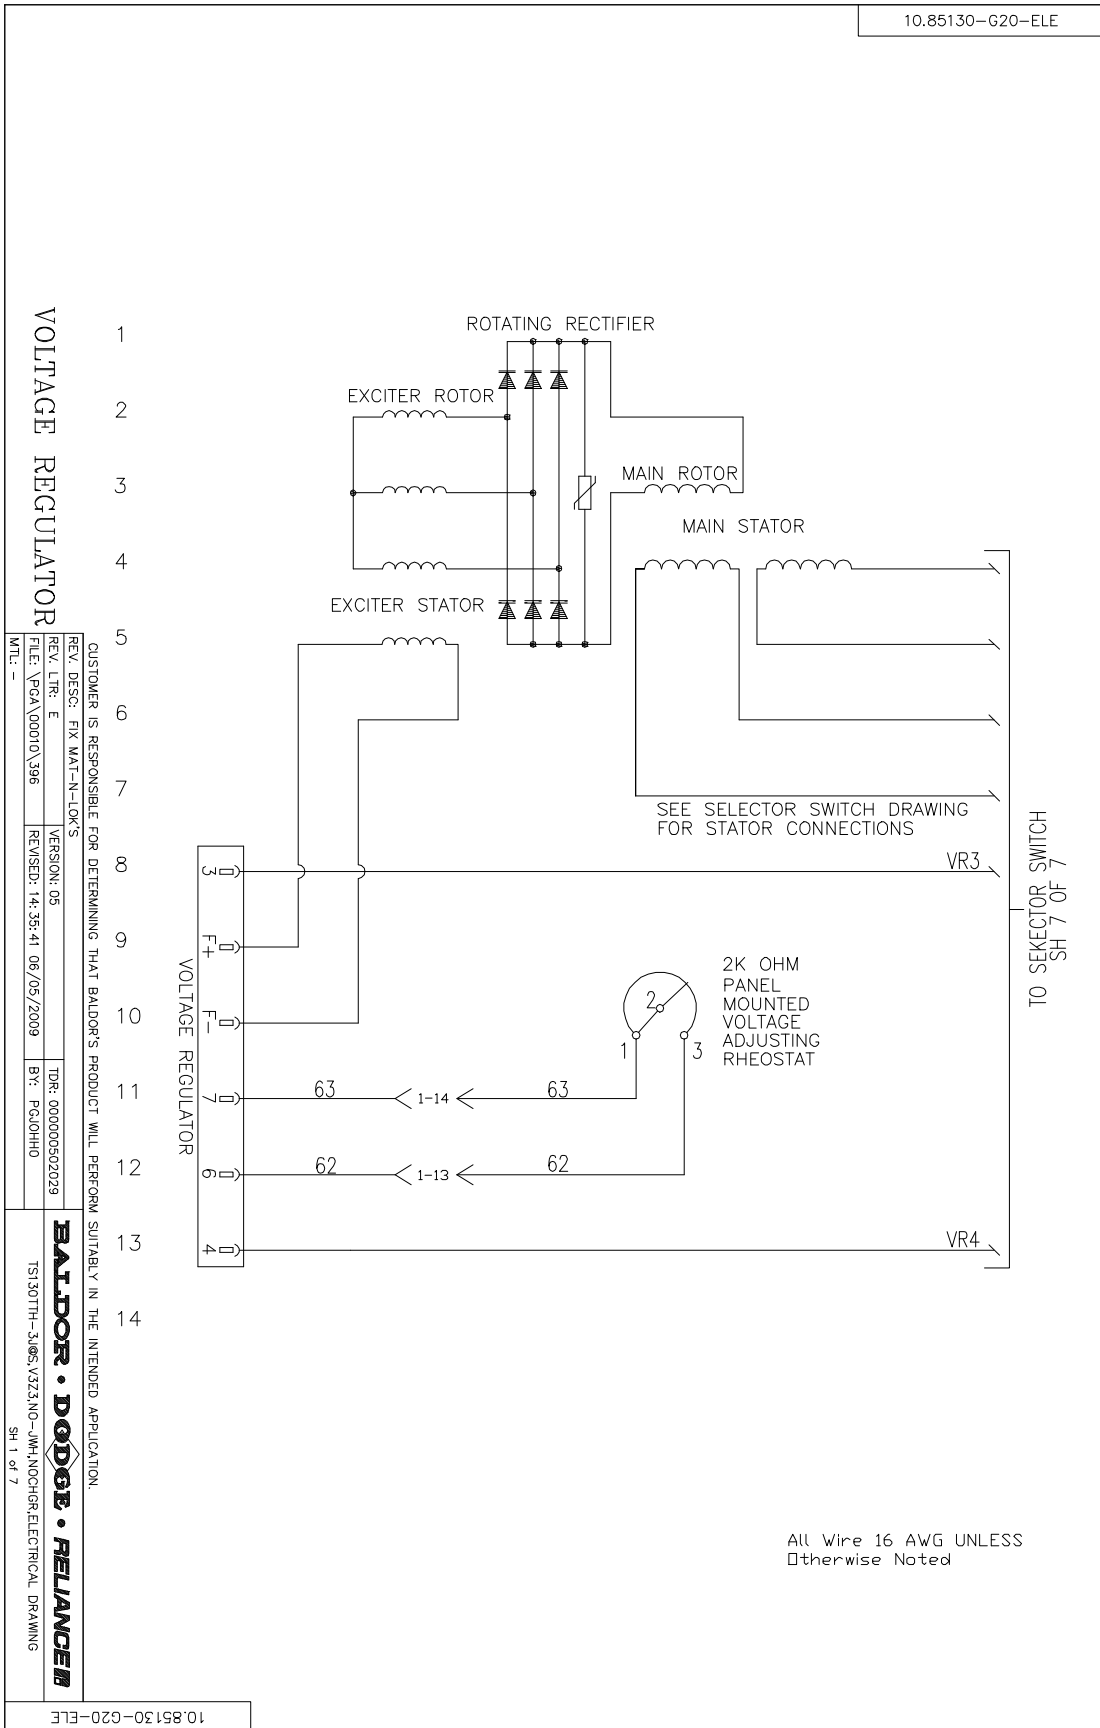 10.85130-G20-ELE
1
2
3
4
5
6
7
8
9
10
11
12
13
14
ROTATING RECTIFIER
EXCITER ROTOR
MAIN ROTOR
MAIN STATOR
EXCITER STATOR
SEE SELECTOR SWITCH DRAWING
FOR STATOR CONNECTIONS
VR3
TO SEKECTOR SWITCH
SH 7 OF 7
3
F+
F-
7
6
4
VOLTAGE REGULATOR
2K OHM
PANEL
MOUNTED
VOLTAGE
ADJUSTING
RHEOSTAT
2
1
3
63
1-14
63
62
1-13
62
VR4
All Wire 16 AWG UNLESS
Otherwise Noted
VOLTAGE REGULATOR
CUSTOMER IS RESPONSIBLE FOR DETERMINING THAT BALDOR'S PRODUCT WILL PERFORM SUITABLY IN THE INTENDED APPLICATION.
REV. DESC: FIX MAT-N-LOK'S
REV. LTR: E
VERSION: 05
TDR: 000000502029
FILE: \PGA\00010\396
REVISED: 14:35:41 06/05/2009
BY: PGJOHHO
MTL: -
BALDOR • DODGE • RELIANCE
TS130TTH-3J@S,V3Z3,NO-JWH,NOCHGR,ELECTRICAL DRAWING
SH 1 of 7
10.85130-G20-ELE